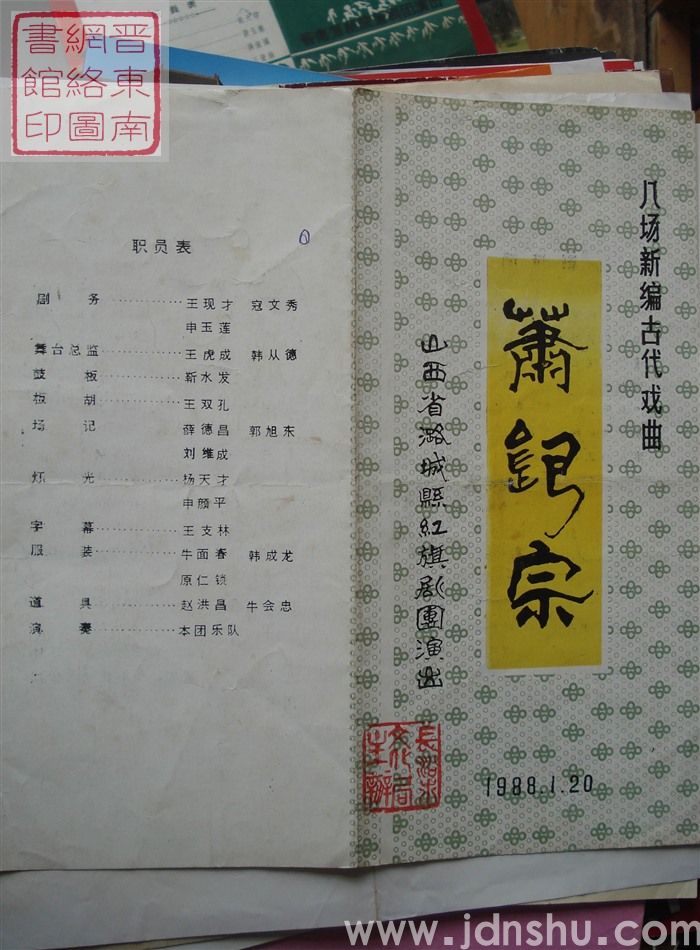 晋東南
網絡圖
書館印
职员表
剧务 ………… 王现才 寇文秀
申玉莲
舞台总监 ………… 王虎成 韩从德
鼓板 ………… 靳水发
板胡 ………… 王双孔
场记 ………… 薛德昌 郭旭东
刘维成
灯光 ………… 杨天才
申颜平
字幕 ………… 王支林
服装 ………… 牛面春 韩成龙
原仁锁
道具 ………… 赵洪昌 牛会忠
演奏 ………… 本团乐队
八场新编古代戏曲
蕭銀宗
山西省潞城縣紅旗剧團演出
1988.1.20
www.jdnshu.com